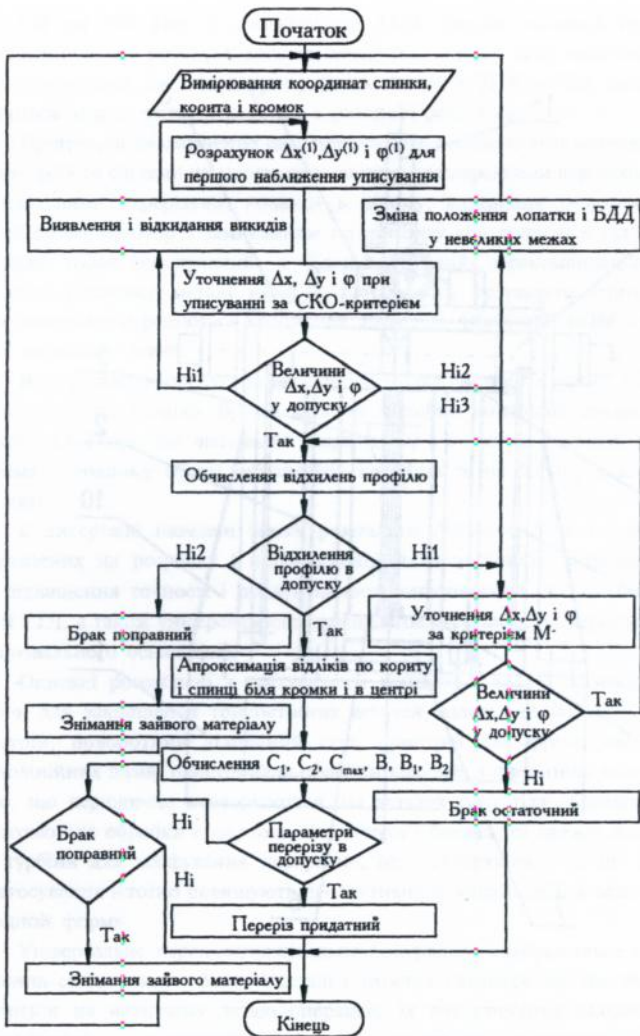 Початок
Вимірювання координат спинки,
корита і кромок
Розрахунок Δx⁽¹⁾,Δy⁽¹⁾ і φ⁽¹⁾ для
першого наближення уписування
Виявлення і відкидання викидів
Зміна положення лопатки і БДД
у невеликих межах
Уточнення Δx, Δy і φ при
уписуванні за СКО-критерієм
Ні1
Величини
Δx,Δy і φ
у допуску
Ні2
Ні3
Так
Обчислення відхилень профілю
Ні2
Відхилення
профілю в
допуску
Ні1
Брак поправний
Так
Уточнення Δx,Δy і φ
за критерієм М
Апроксимація відліків по кориту
і спинці біля кромки і в центрі
Величини
Δx,Δy і φ
у допуску
Так
Знімання зайвого матеріалу
Обчислення C₁, C₂, Cmax, B, B₁, B₂
Ні
Брак остаточний
Брак
поправний
Ні
Параметри
перерізу в
допуску
Ні
Так
Переріз придатний
Так
Знімання зайвого матеріалу
Кінець